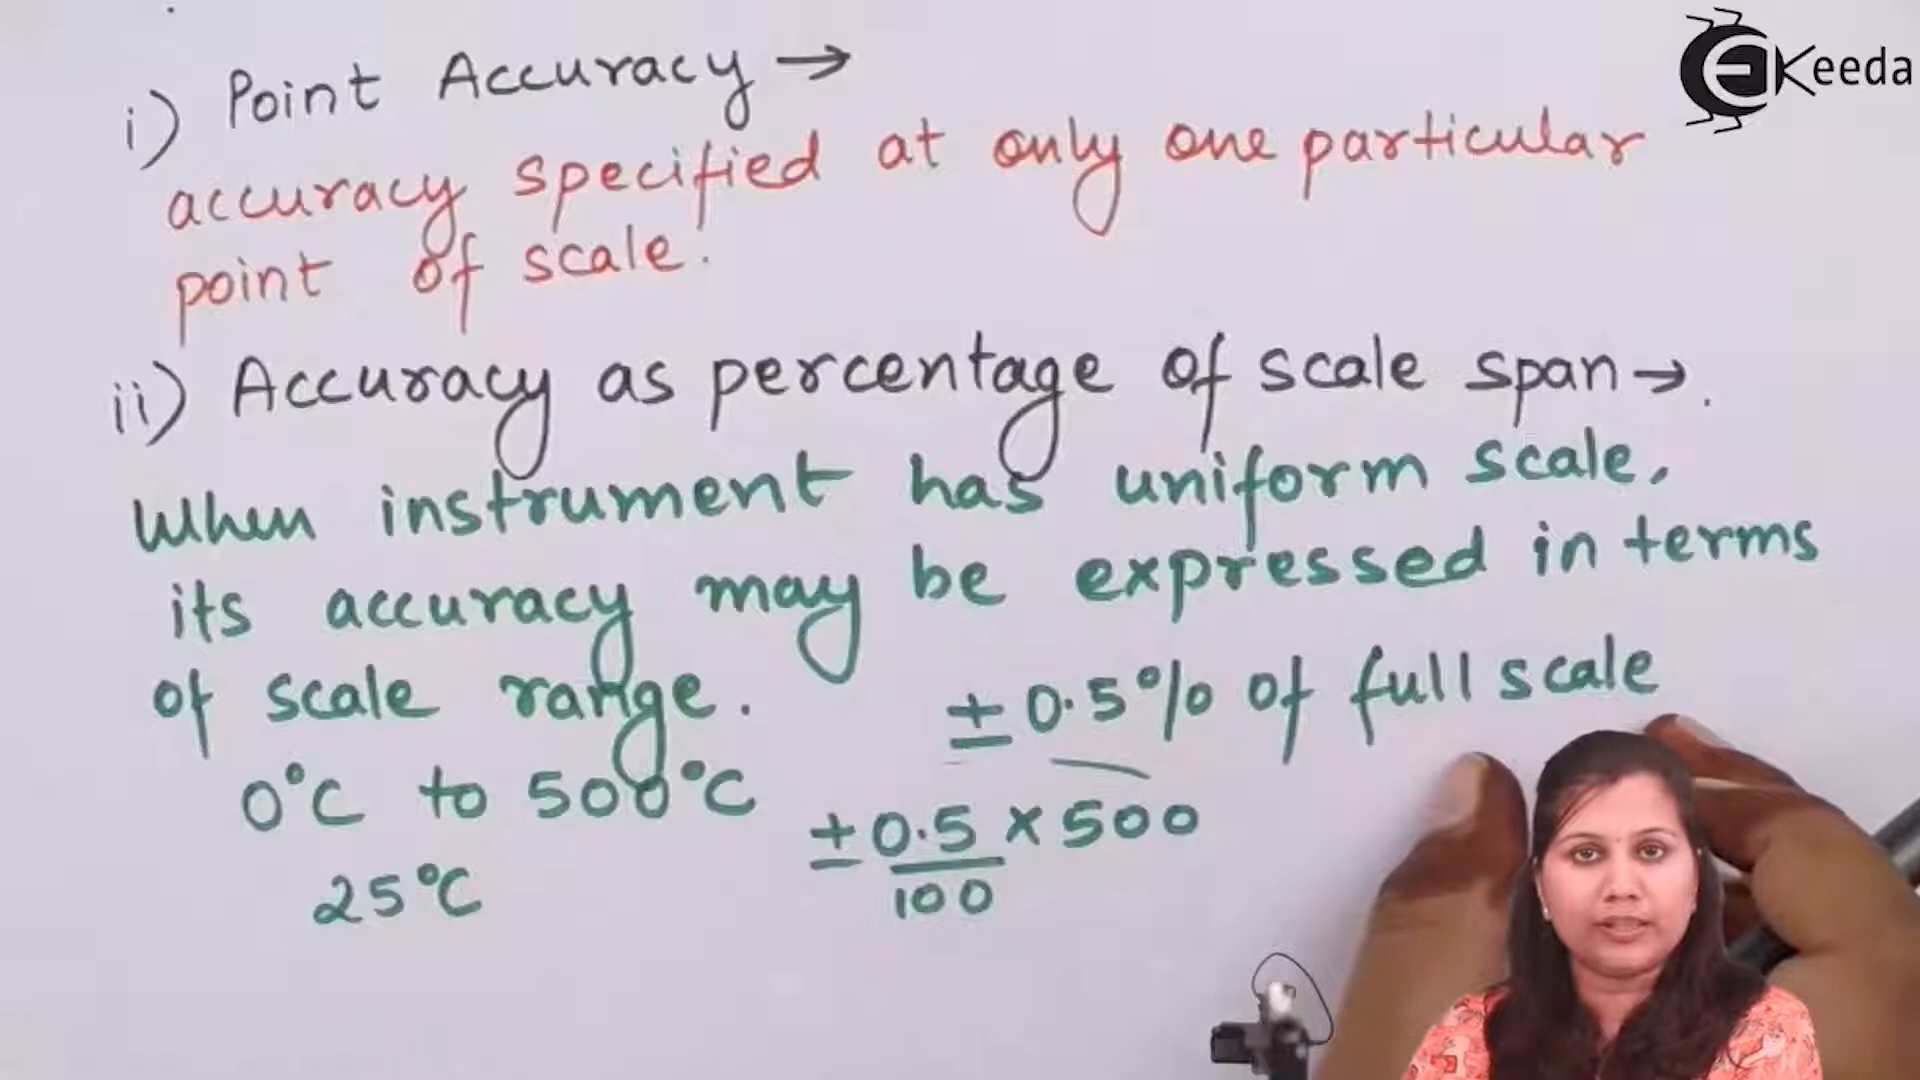 EKeeda
i) Point Accuracy →
accuracy specified at only one particular
point of scale.
ii) Accuracy as percentage of scale span →.
When instrument has uniform scale,
its accuracy may be expressed in terms
of scale range.
± 0.5% of full scale
0°C to 500°C
± 0.5 × 500
100
25°C